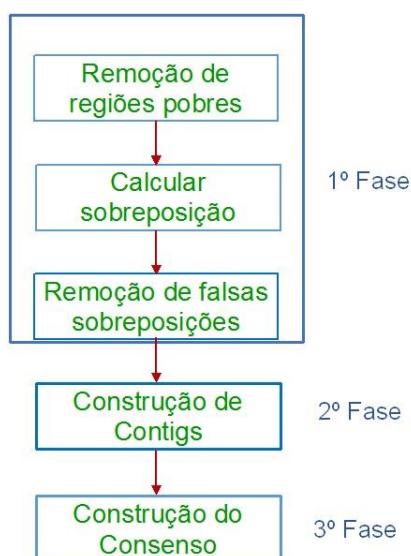 Remoção de
regiões pobres
Calcular
sobreposição
1º Fase
Remoção de falsas
sobreposições
Construção de
Contigs
2º Fase
Construção do
Consenso
3º Fase